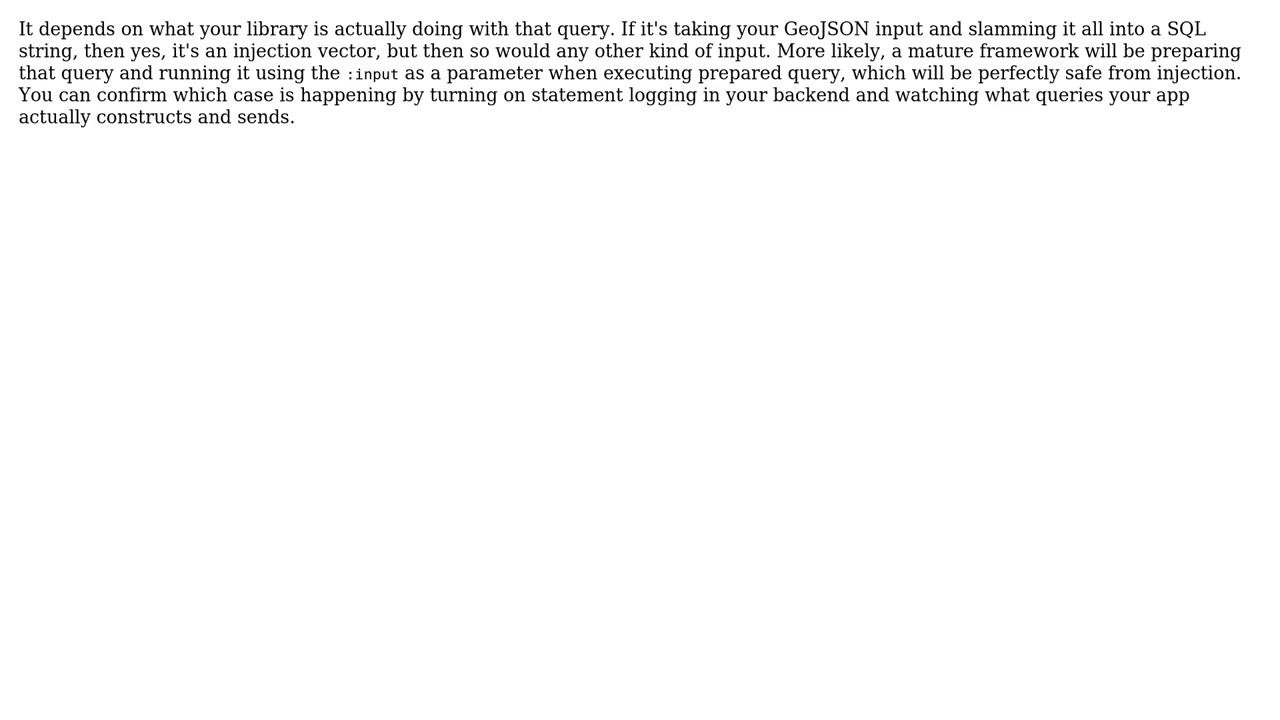 It depends on what your library is actually doing with that query. If it's taking your GeoJSON input and slamming it all into a SQL
string, then yes, it's an injection vector, but then so would any other kind of input. More likely, a mature framework will be preparing
that query and running it using the :input as a parameter when executing prepared query, which will be perfectly safe from injection.
You can confirm which case is happening by turning on statement logging in your backend and watching what queries your app
actually constructs and sends.